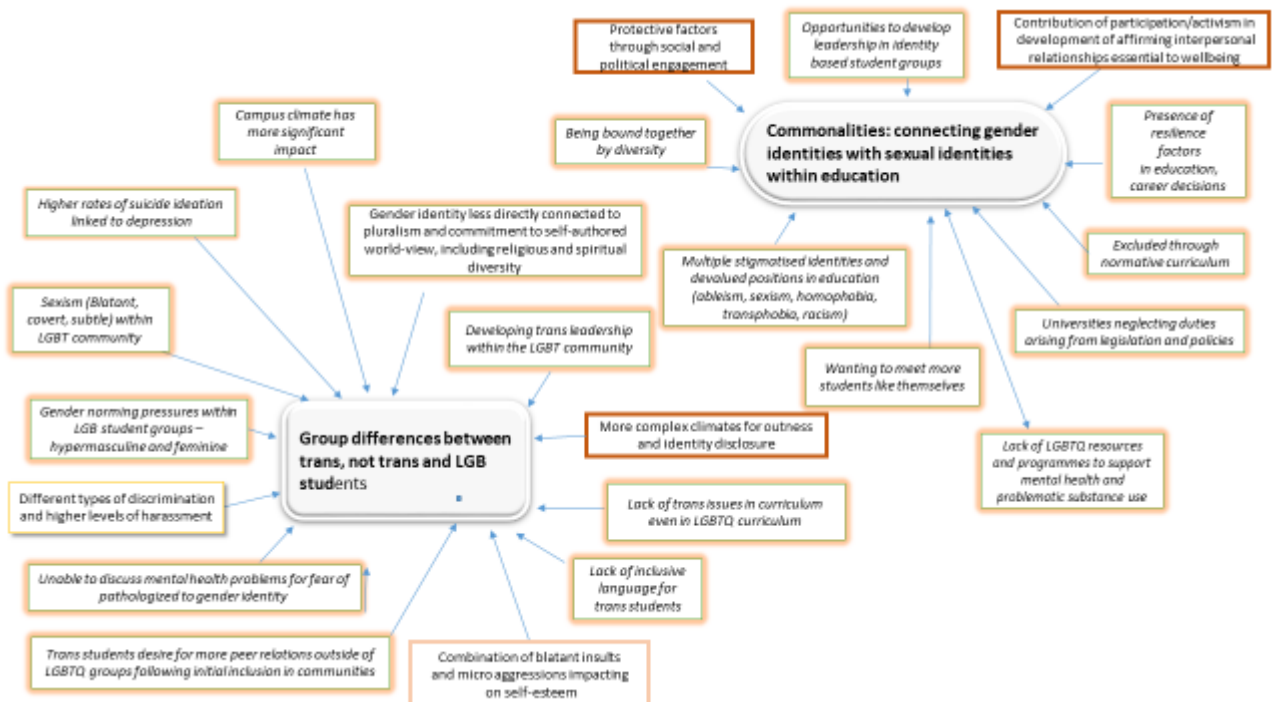 Protective factors
through social and
political engagement
Opportunities to develop
leadership in identity
based student groups
Contribution of participation/activism in
development of affirming interpersonal
relationships essential to wellbeing
Being bound together
by diversity
Commonalities: connecting gender
identities with sexual identities
within education
Presence of
resilience
factors
in education,
career decisions
Multiple stigmatised identities and
devalued positions in education
(ableism, sexism, homophobia,
transphobia, racism)
Excluded through
normative curriculum
Universities neglecting duties
arising from legislation and policies
Wanting to meet more
students like themselves
Lack of LGBTQ resources
and programmes to support
mental health and
problematic substance use
Campus climate has
more significant
impact
Higher rates of suicide ideation
linked to depression
Gender identity less directly connected to
pluralism and commitment to self-authored
world-view, including religious and spiritual
diversity
Sexism (Blatant,
covert, subtle) within
LGBT community
Developing trans leadership
within the LGBT community
Gender norming pressures within
LGB student groups –
hypermasculine and feminine
Group differences between
trans, not trans and LGB
students
More complex climates for outness
and identity disclosure
Different types of discrimination
and higher levels of harassment
Lack of trans issues in curriculum
even in LGBTQ curriculum
Unable to discuss mental health problems for fear of
pathologized to gender identity
Lack of inclusive
language for
trans students
Trans students desire for more peer relations outside of
LGBTQ groups following initial inclusion in communities
Combination of blatant insults
and micro aggressions impacting
on self-esteem